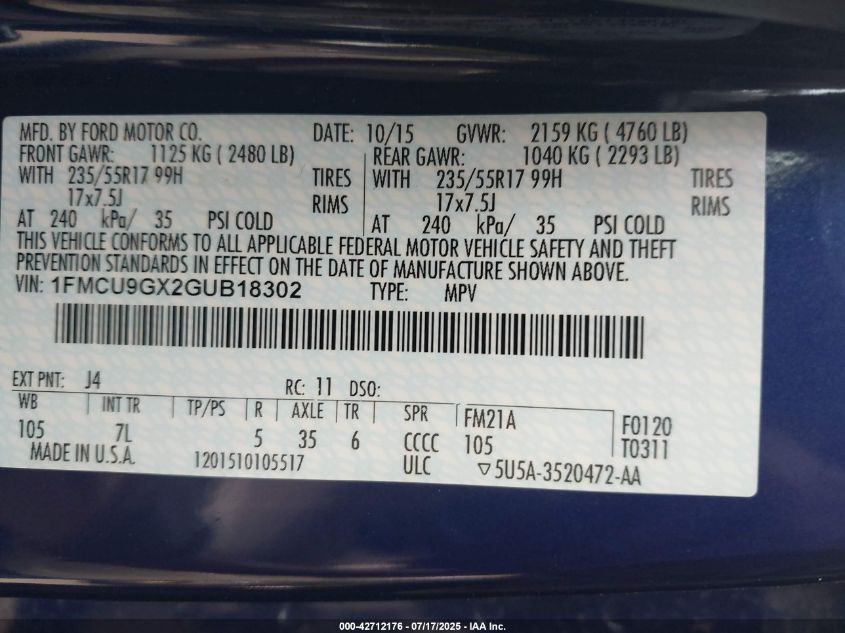 MFD. BY FORD MOTOR CO. DATE: 10/15 GVWR: 2159 KG ( 4760 LB)
FRONT GAWR: 1125 KG ( 2480 LB) REAR GAWR: 1040 KG ( 2293 LB)
WITH 235/55R17 99H TIRES WITH 235/55R17 99H TIRES
17x7.5J RIMS 17x7.5J RIMS
AT 240 kPa/ 35 PSI COLD AT 240 kPa/ 35 PSI COLD
THIS VEHICLE CONFORMS TO ALL APPLICABLE FEDERAL MOTOR VEHICLE SAFETY AND THEFT
PREVENTION STANDARDS IN EFFECT ON THE DATE OF MANUFACTURE SHOWN ABOVE.
VIN: 1FMCU9GX2GUB18302 TYPE: MPV
EXT PNT: J4 RC: 11 DSO:
WB INT TR TP/PS R AXLE TR SPR FM21A F0120
105 7L 5 35 6 CCCC 105 T0311
MADE IN U.S.A. 1201510105517 ULC ▽5U5A-3520472-AA
000-42712176 - 07/17/2025 - IAA Inc.